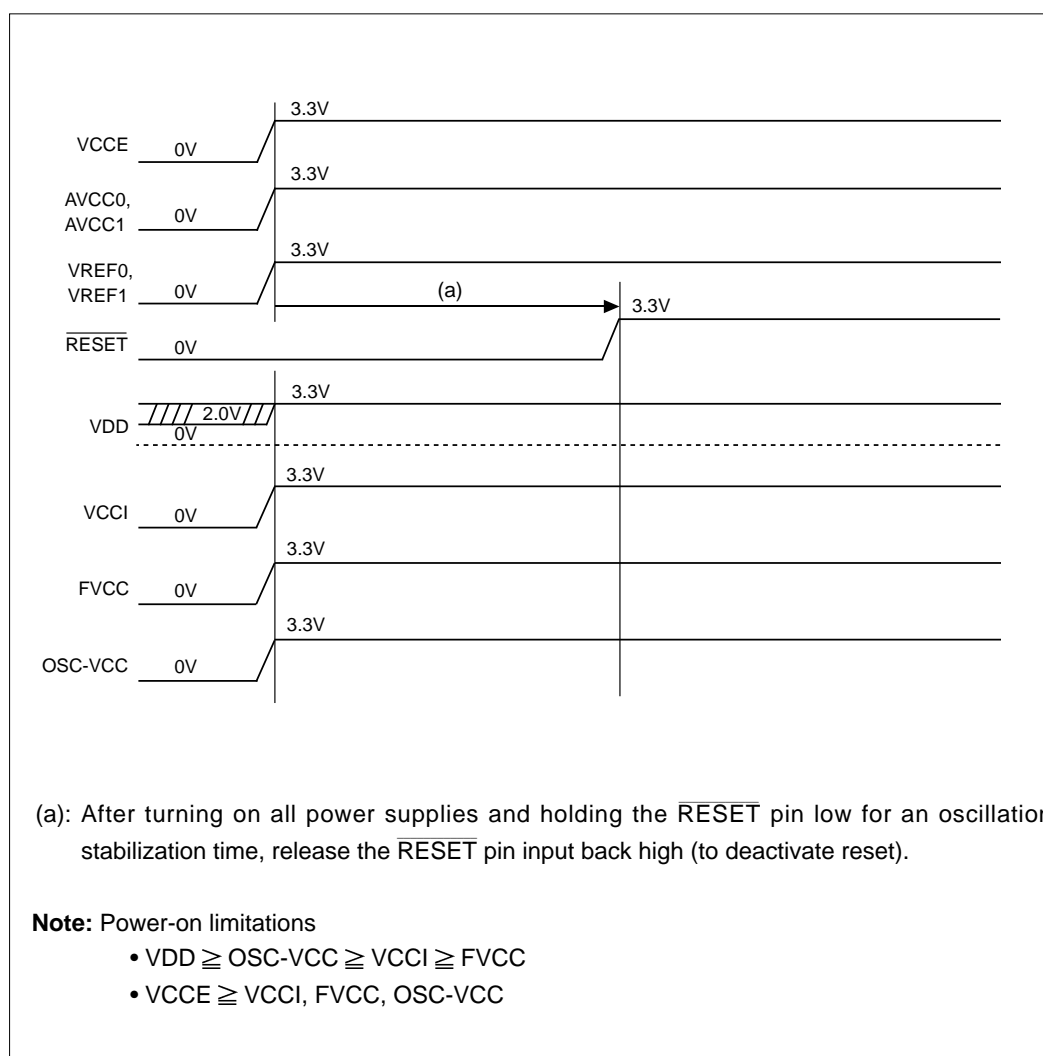 3.3V
VCCE 0V
3.3V
AVCC0,
AVCC1 0V
3.3V
VREF0,
VREF1 0V
(a)
3.3V
RESET 0V
3.3V
2.0V
VDD 0V
3.3V
VCCI 0V
3.3V
FVCC 0V
3.3V
OSC-VCC 0V
(a): After turning on all power supplies and holding the RESET pin low for an oscillation
stabilization time, release the RESET pin input back high (to deactivate reset).
Note: Power-on limitations
• VDD ≧ OSC-VCC ≧ VCCI ≧ FVCC
• VCCE ≧ VCCI, FVCC, OSC-VCC